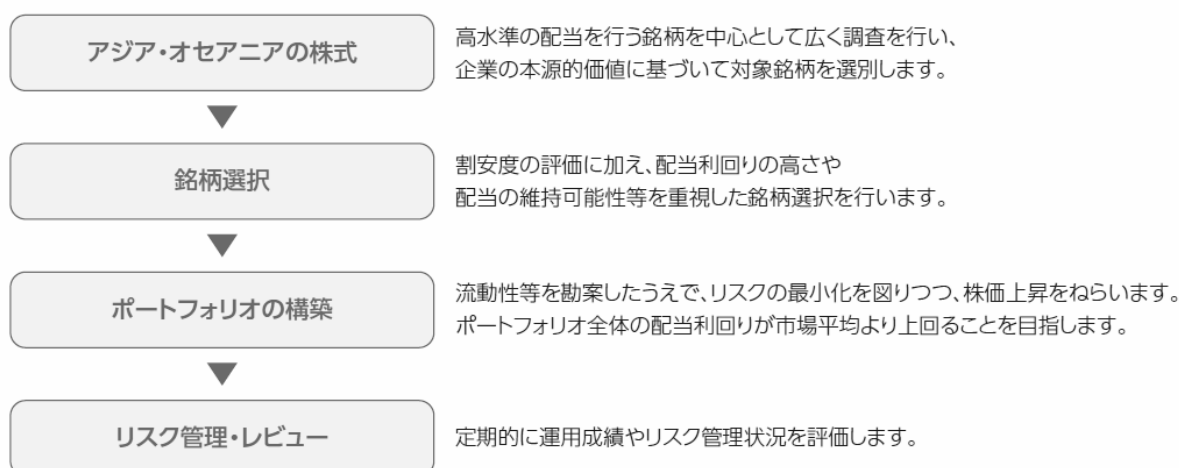 アジア・オセアニアの株式
高水準の配当を行う銘柄を中心として広く調査を行い、
企業の本源的価値に基づいて対象銘柄を選別します。
銘柄選択
割安度の評価に加え、配当利回りの高さや
配当の維持可能性等を重視した銘柄選択を行います。
ポートフォリオの構築
流動性等を勘案したうえで、リスクの最小化を図りつつ、株価上昇をねらいます。
ポートフォリオ全体の配当利回りが市場平均より上回ることを目指します。
リスク管理・レビュー
定期的に運用成績やリスク管理状況を評価します。